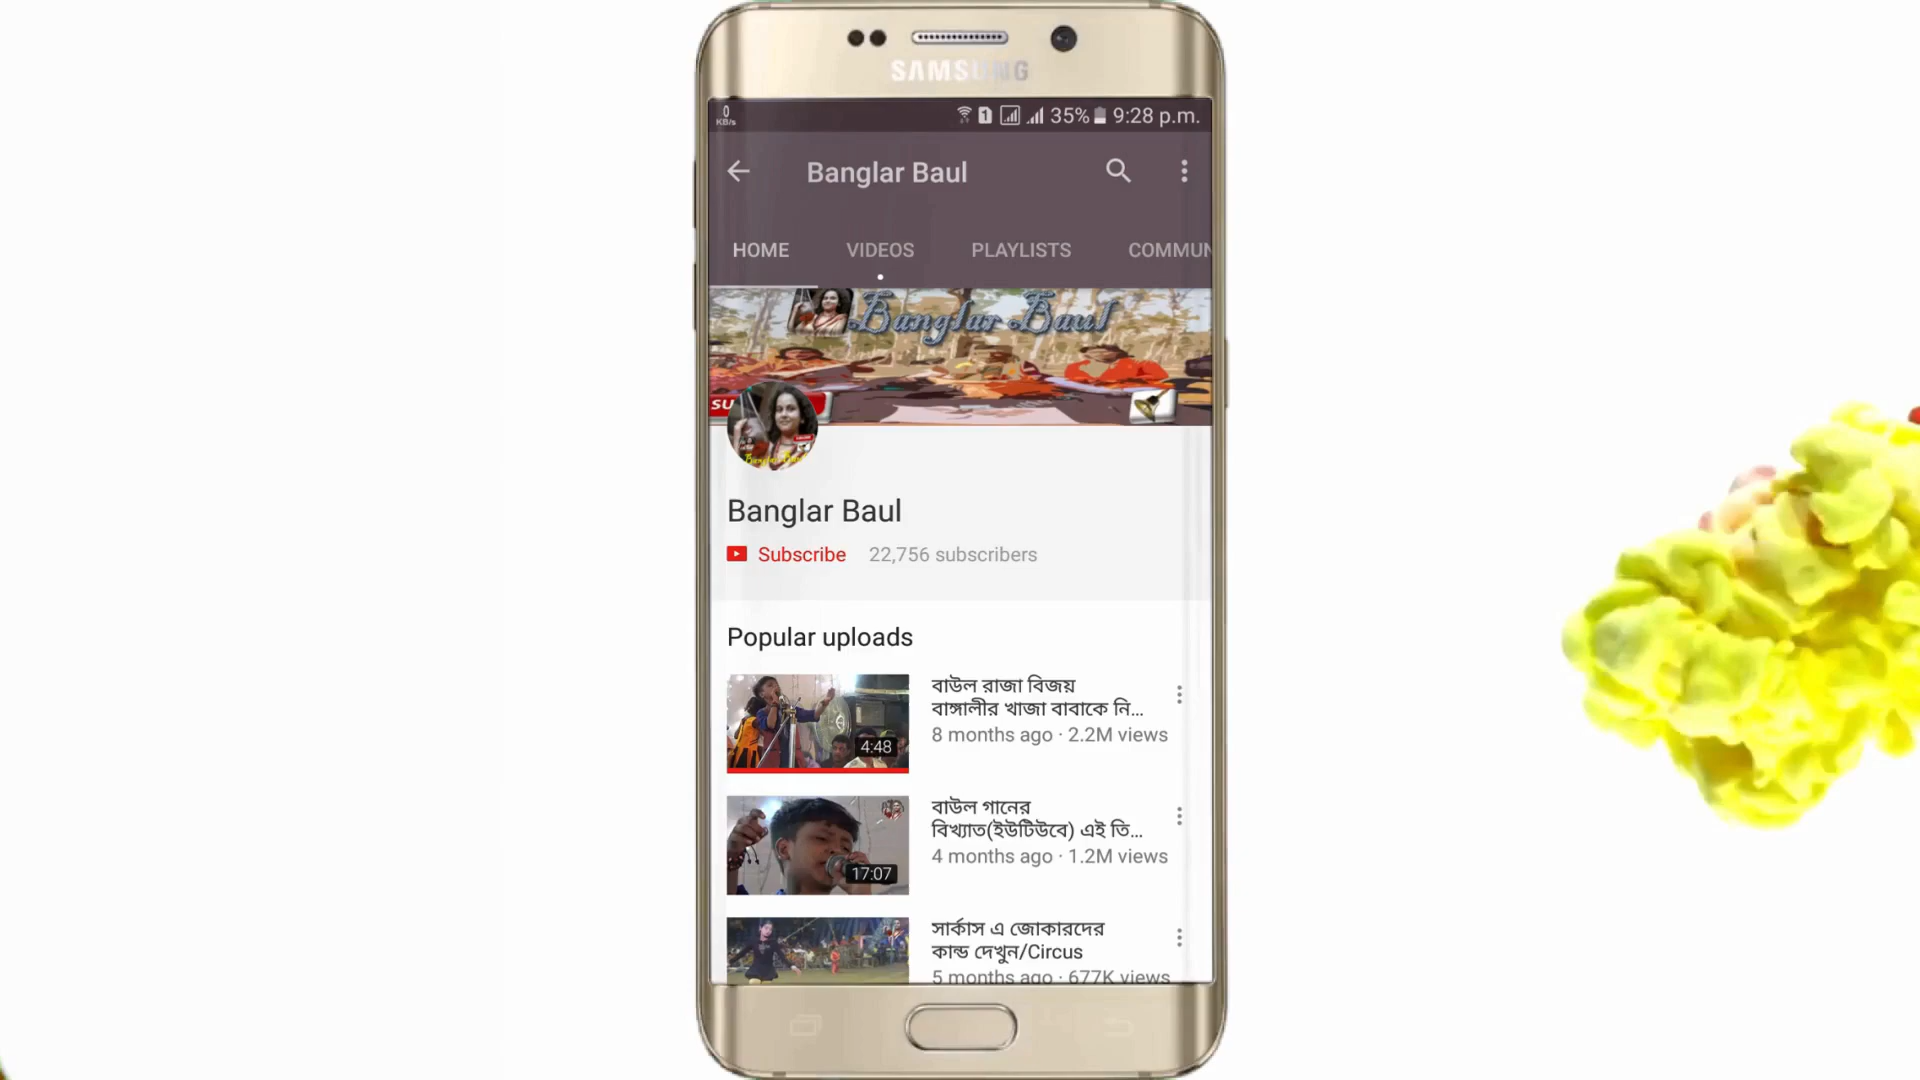 SAMSUNG
0
KB/s
1
35%
9:28 p.m.
Banglar Baul
HOME
VIDEOS
PLAYLISTS
COMMUN
Banglar Baul
SU
Banglar Baul
Subscribe
22,756 subscribers
Popular uploads
বাউল রাজা বিজয়
বাঙ্গালীর খাজা বাবাকে নি...
8 months ago · 2.2M views
4:48
বাউল গানের
বিখ্যাত(ইউটিউবে) এই তি...
4 months ago · 1.2M views
17:07
সার্কাস এ জোকারদের
কান্ড দেখুন/Circus
5 months ago · 677K views